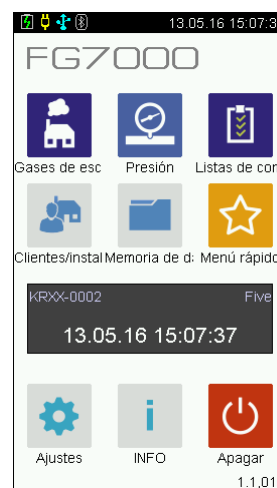 13.05.16 15:07:3
FG7000
Gases de esc Presión Listas de con
Clientes/instal Memoria de d Menú rápido
KRXX-0002 Five
13.05.16 15:07:37
Ajustes INFO Apagar
1.1,01